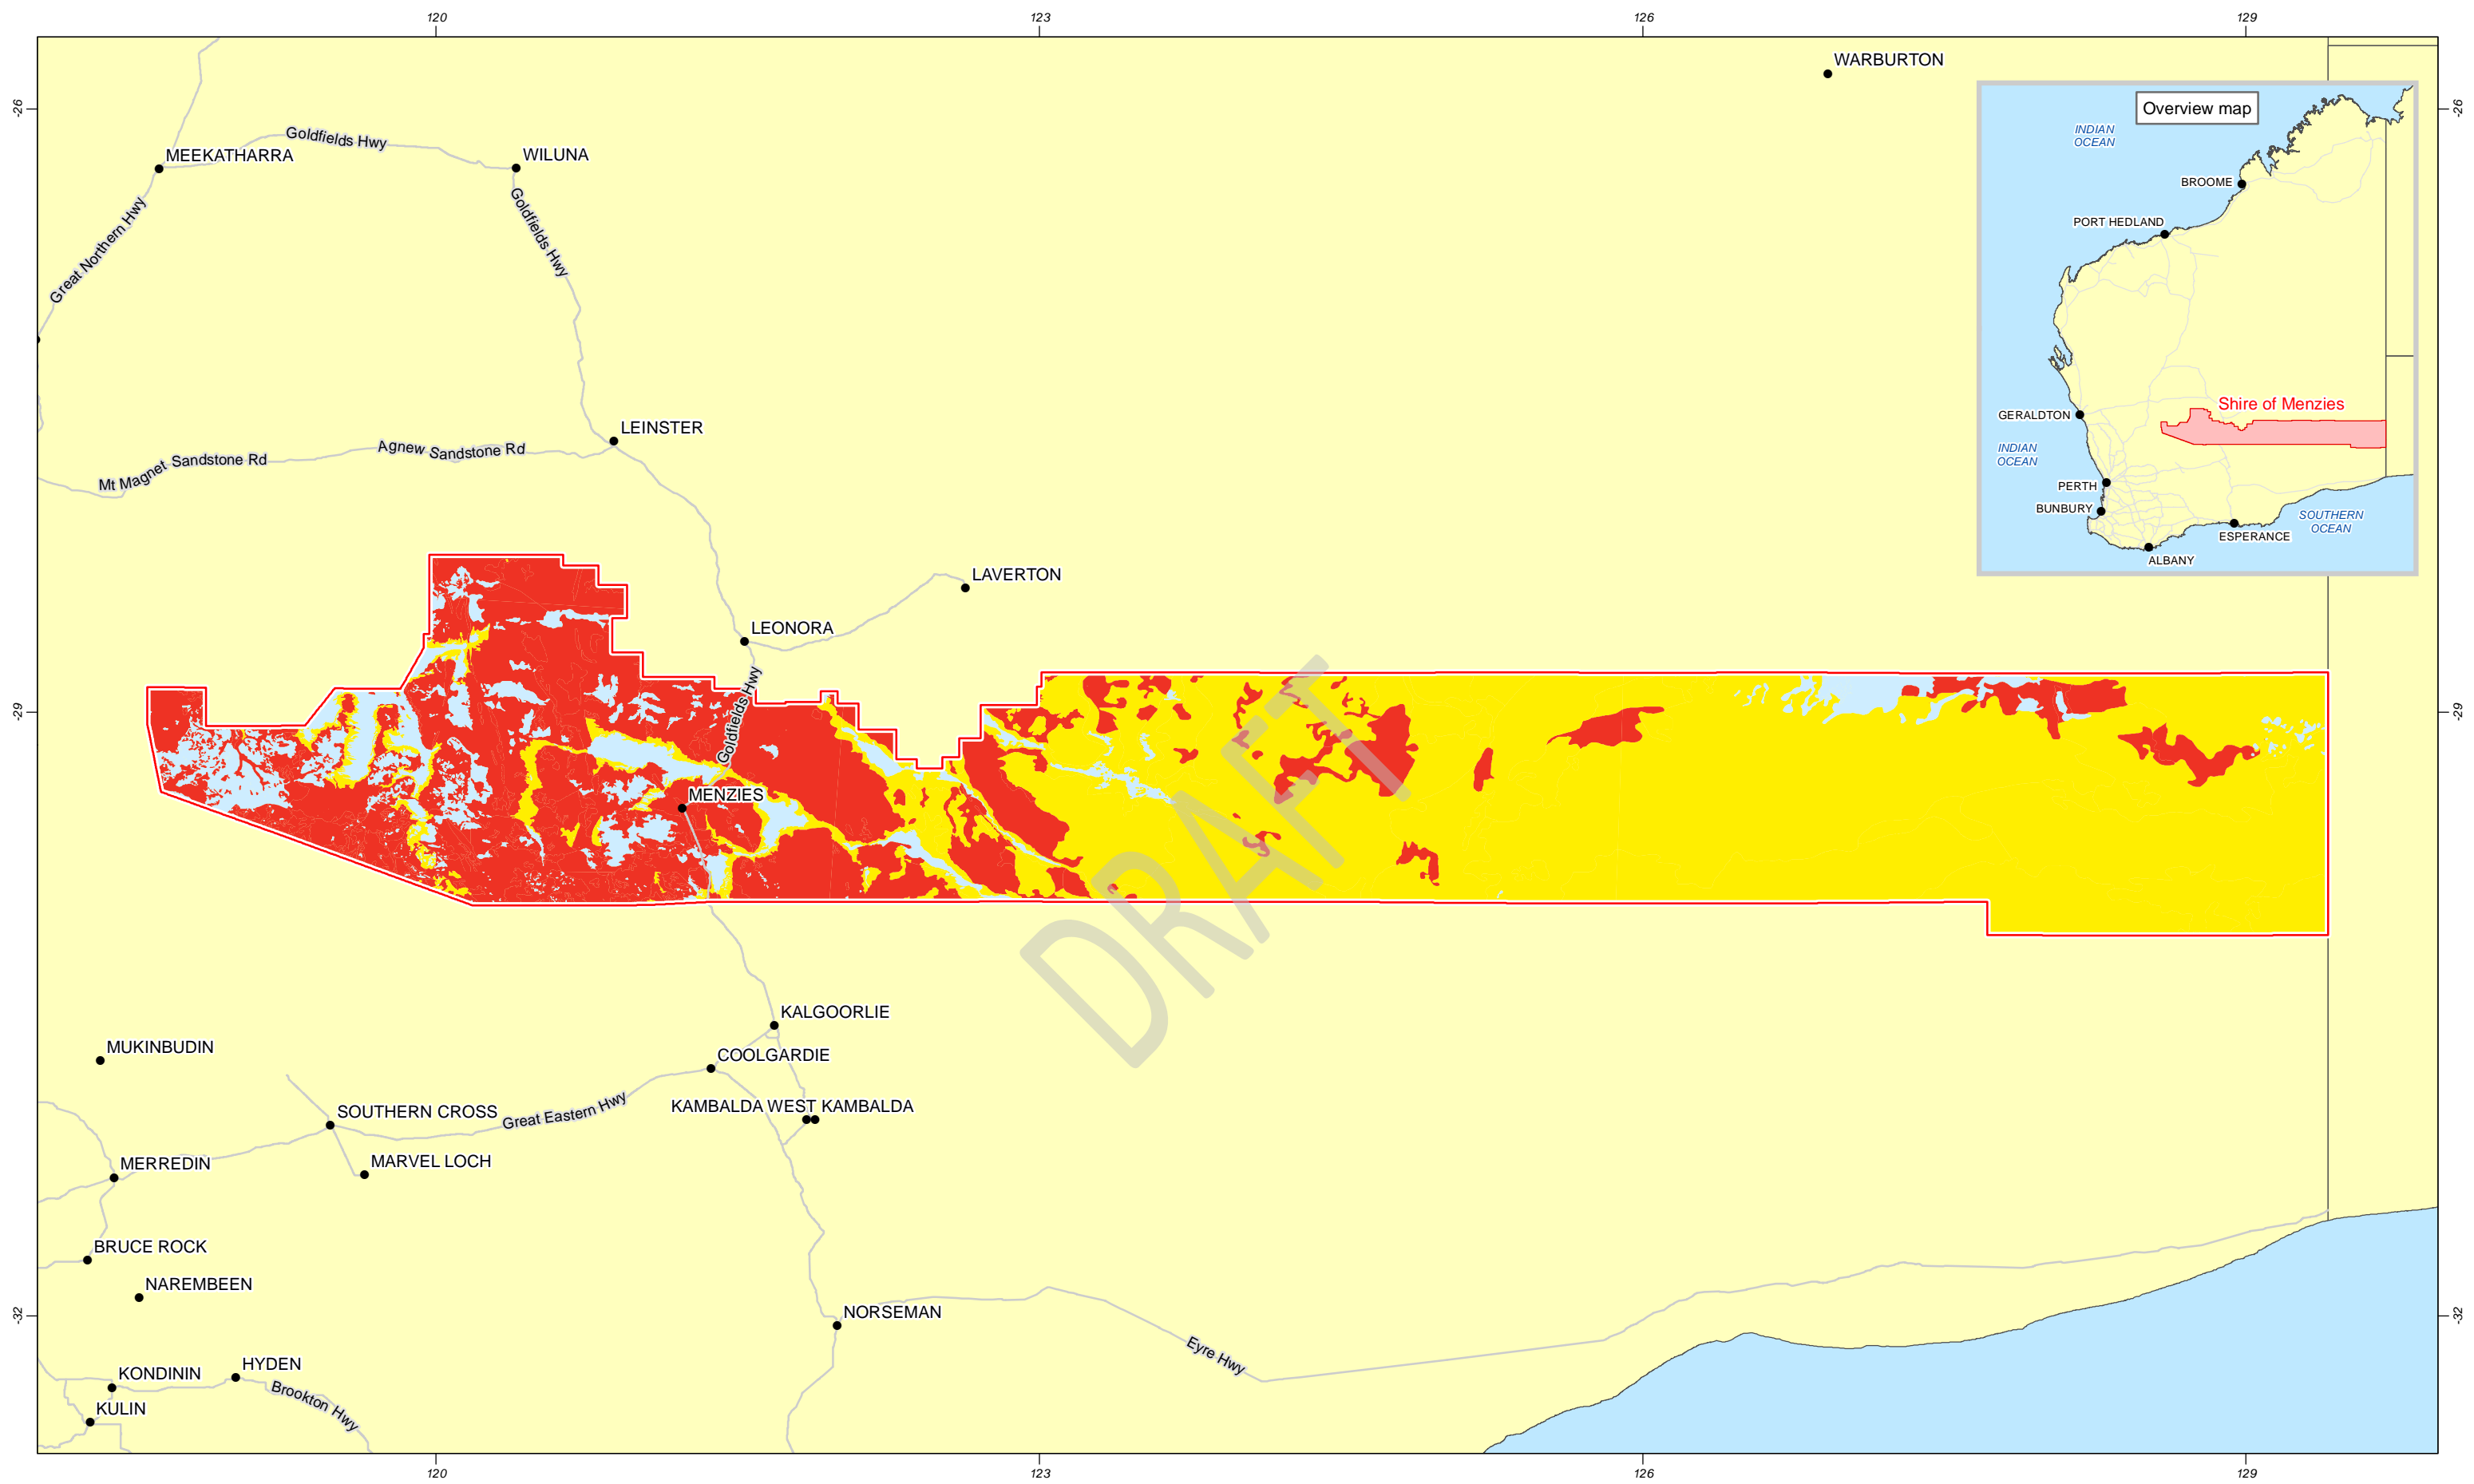 120
123
126
129
WARBURTON
-26
-26
Overview map
INDIAN
OCEAN
BROOME
PORT HEDLAND
Shire of Menzies
GERALDTON
INDIAN
OCEAN
PERTH
BUNBURY
SOUTHERN
OCEAN
ESPERANCE
ALBANY
Goldfields Hwy
MEEKATHARRA
WILUNA
Great Northern Hwy
Goldfields Hwy
LEINSTER
Agnew Sandstone Rd
Mt Magnet Sandstone Rd
LAVERTON
LEONORA
Goldfields Hwy
-29
-29
MENZIES
DRAFT
KALGOORLIE
MUKINBUDIN
COOLGARDIE
SOUTHERN CROSS
Great Eastern Hwy
KAMBALDA WEST
KAMBALDA
MERREDIN
MARVEL LOCH
BRUCE ROCK
NAREMBEEN
NORSEMAN
-32
-32
Eyre Hwy
KONDININ
HYDEN
Brookton Hwy
KULIN
120
123
126
129